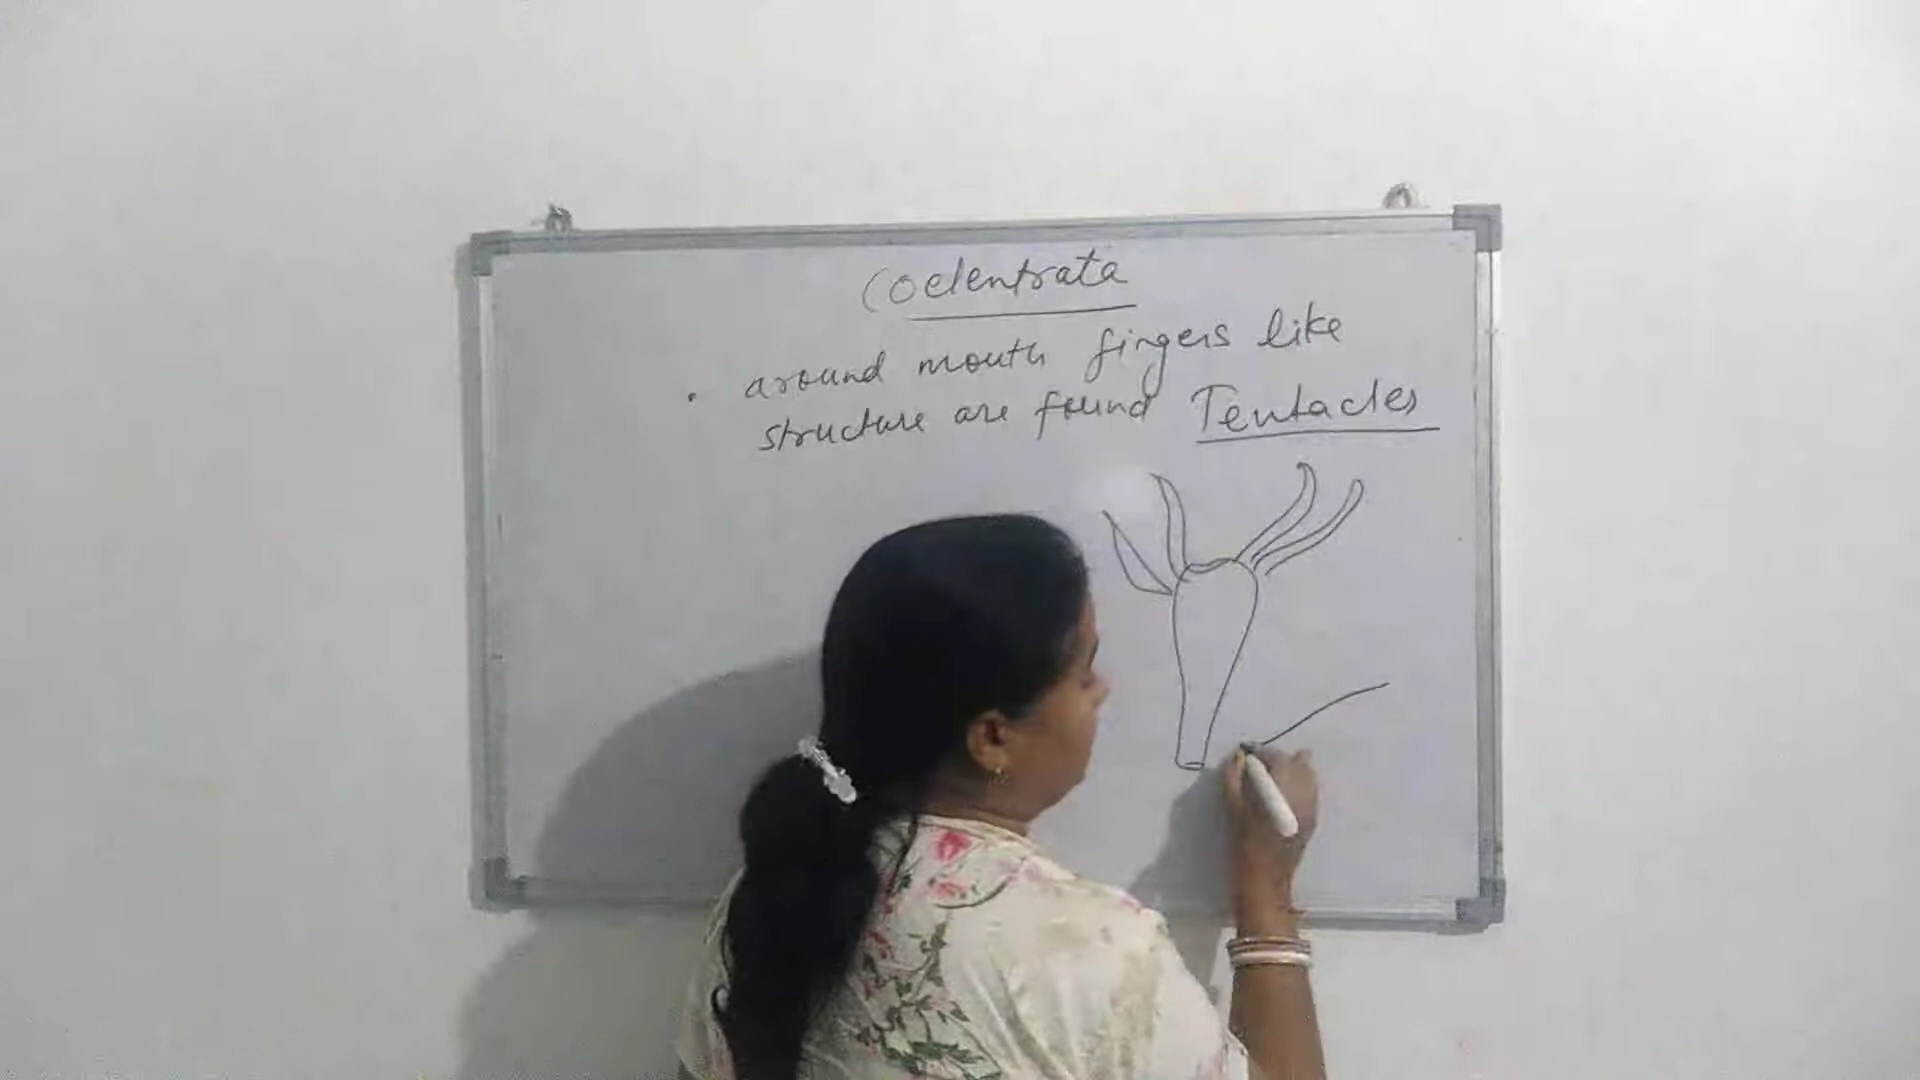 Coelentrata
• around mouth fingers like
structure are found Tentacles